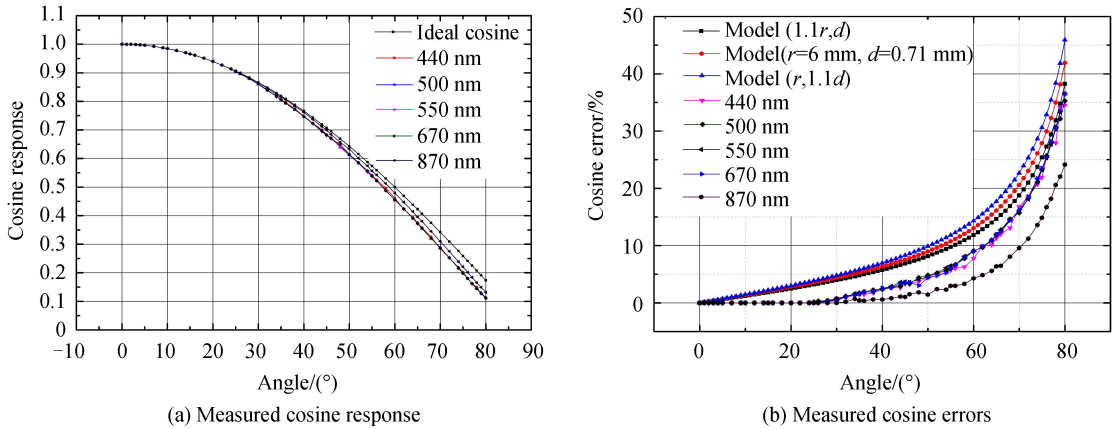 Ideal cosine
440 nm
500 nm
550 nm
670 nm
870 nm
Cosine response
1.1
1.0
0.9
0.8
0.7
0.6
0.5
0.4
0.3
0.2
0.1
0
−10 0 10 20 30 40 50 60 70 80 90
Angle/(°)
(a) Measured cosine response
Model (1.1r,d)
Model(r=6 mm, d=0.71 mm)
Model (r,1.1d)
440 nm
500 nm
550 nm
670 nm
870 nm
Cosine error/%
50
40
30
20
10
0
0 20 40 60 80
Angle/(°)
(b) Measured cosine errors